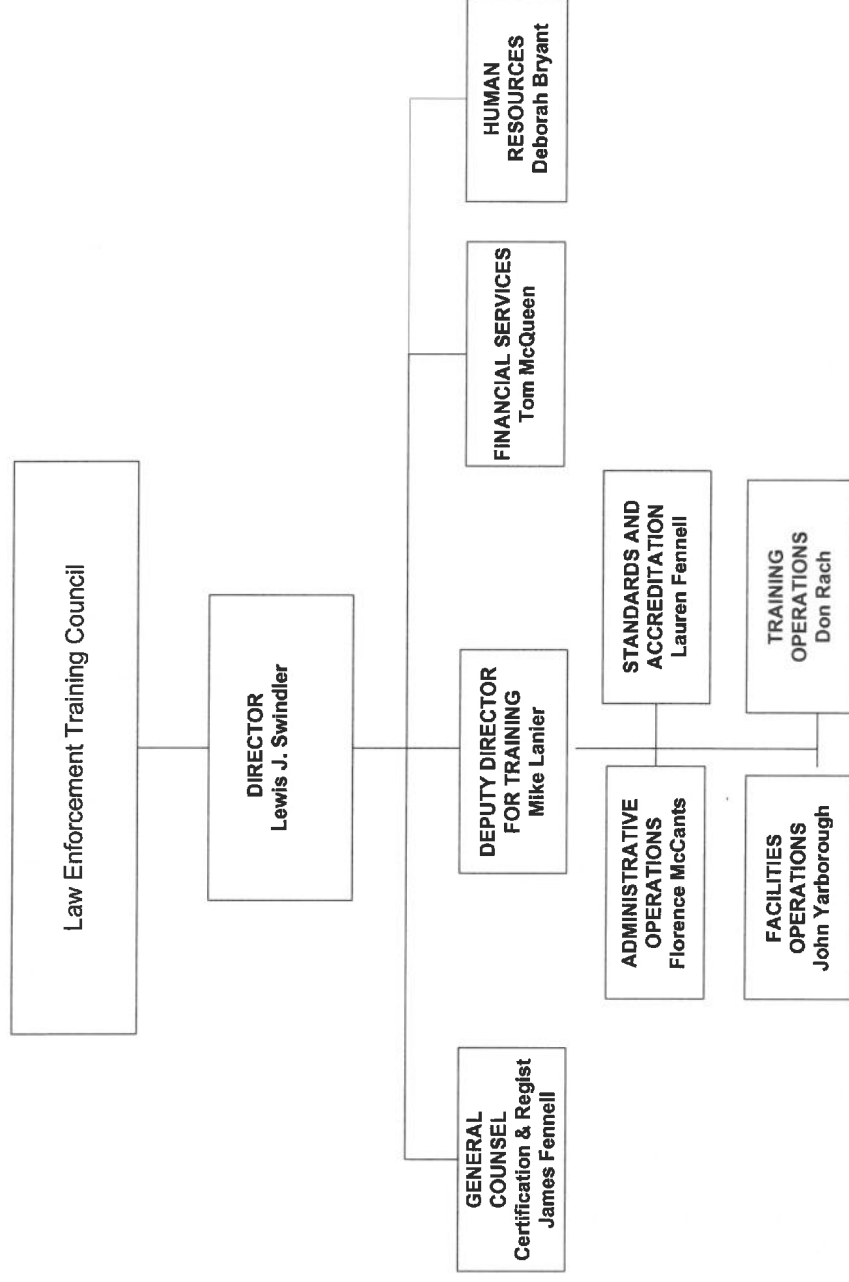 Law Enforcement Training Council
DIRECTOR
Lewis J. Swindler
GENERAL
COUNSEL
Certification & Regist
James Fennell
DEPUTY DIRECTOR
FOR TRAINING
Mike Lanier
FINANCIAL SERVICES
Tom McQueen
HUMAN
RESOURCES
Deborah Bryant
ADMINISTRATIVE
OPERATIONS
Florence McCants
STANDARDS AND
ACCREDITATION
Lauren Fennell
FACILITIES
OPERATIONS
John Yarborough
TRAINING
OPERATIONS
Don Rach